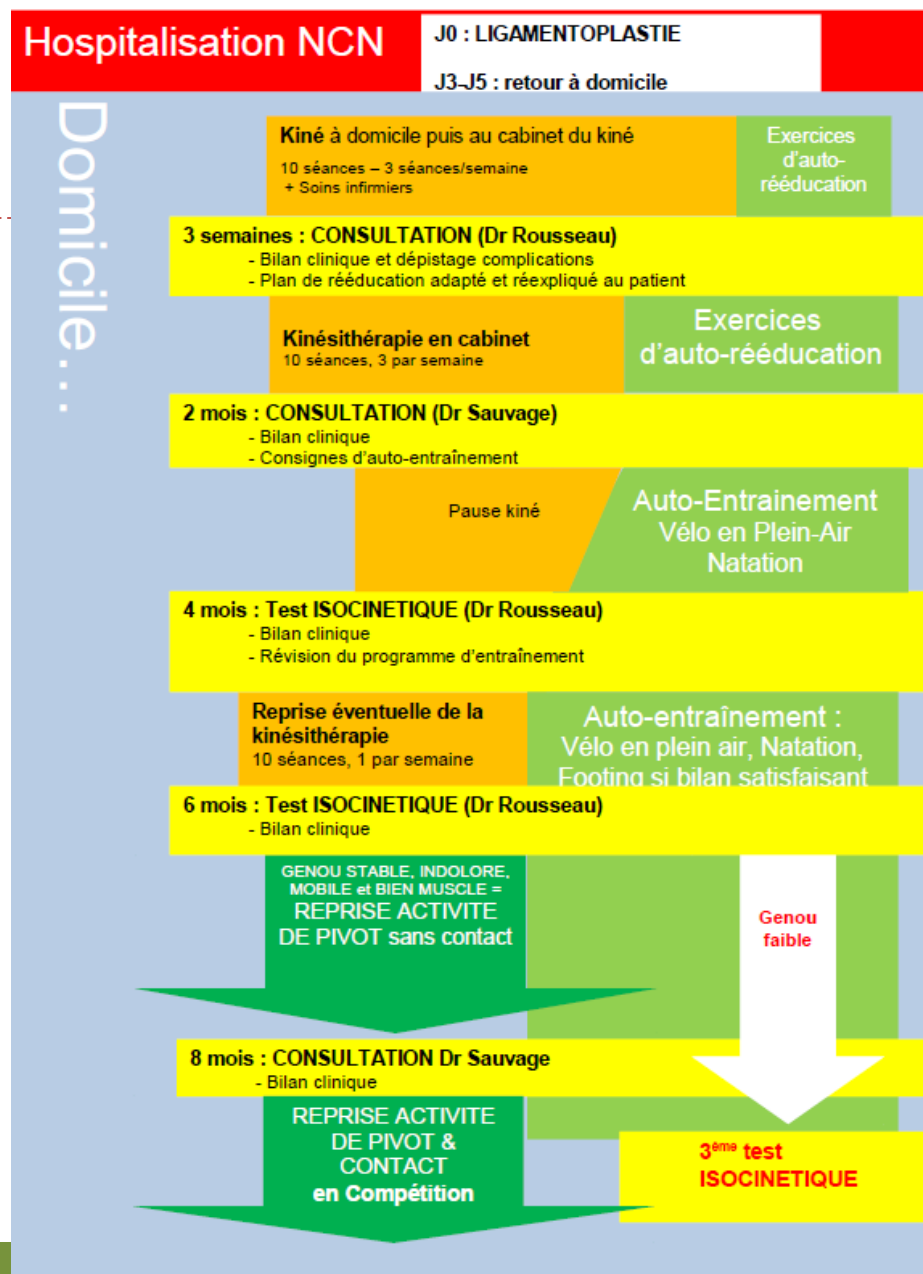 Hospitalisation NCN
J0 : LIGAMENTOPLASTIE
J3-J5 : retour à domicile
Domicile…
Kiné à domicile puis au cabinet du kiné
10 séances – 3 séances/semaine
+ Soins infirmiers
Exercices
d'auto-
rééducation
3 semaines : CONSULTATION (Dr Rousseau)
- Bilan clinique et dépistage complications
- Plan de rééducation adapté et réexpliqué au patient
Kinésithérapie en cabinet
10 séances, 3 par semaine
Exercices
d'auto-rééducation
2 mois : CONSULTATION (Dr Sauvage)
- Bilan clinique
- Consignes d'auto-entraînement
Pause kiné
Auto-Entrainement
Vélo en Plein-Air
Natation
4 mois : Test ISOCINETIQUE (Dr Rousseau)
- Bilan clinique
- Révision du programme d'entraînement
Reprise éventuelle de la
kinésithérapie
10 séances, 1 par semaine
Auto-entraînement :
Vélo en plein air, Natation,
Footing si bilan satisfaisant
6 mois : Test ISOCINETIQUE (Dr Rousseau)
- Bilan clinique
GENOU STABLE, INDOLORE,
MOBILE et BIEN MUSCLE =
REPRISE ACTIVITE
DE PIVOT sans contact
Genou
faible
8 mois : CONSULTATION Dr Sauvage
- Bilan clinique
REPRISE ACTIVITE
DE PIVOT &
CONTACT
en Compétition
3ème test
ISOCINETIQUE